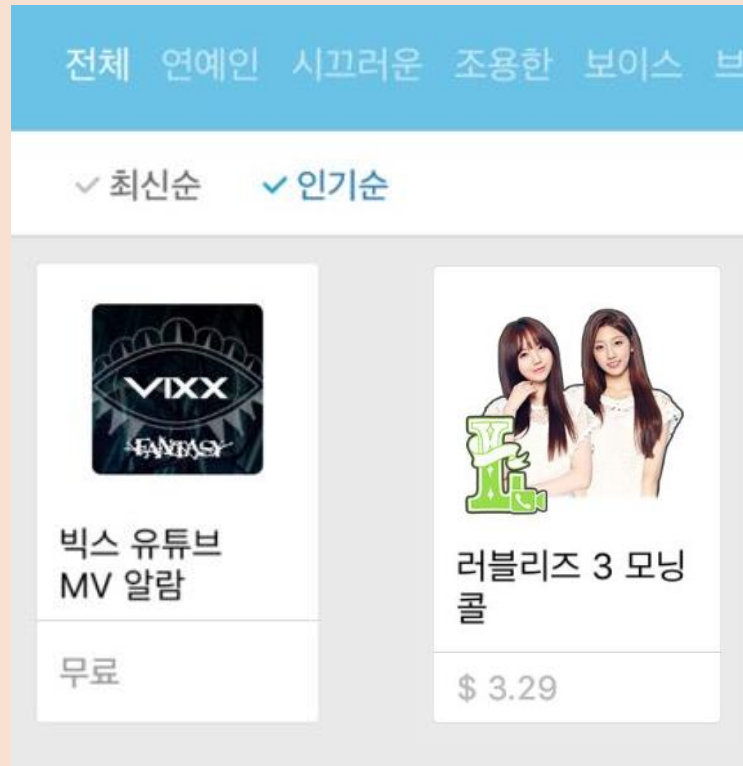 전체 연예인 시끄러운 조용한 보이스 브
최신순 인기순
VIXX
FANTASY
빅스 유튜브
MV 알람
무료
L
러블리즈 3 모닝
콜
$ 3.29